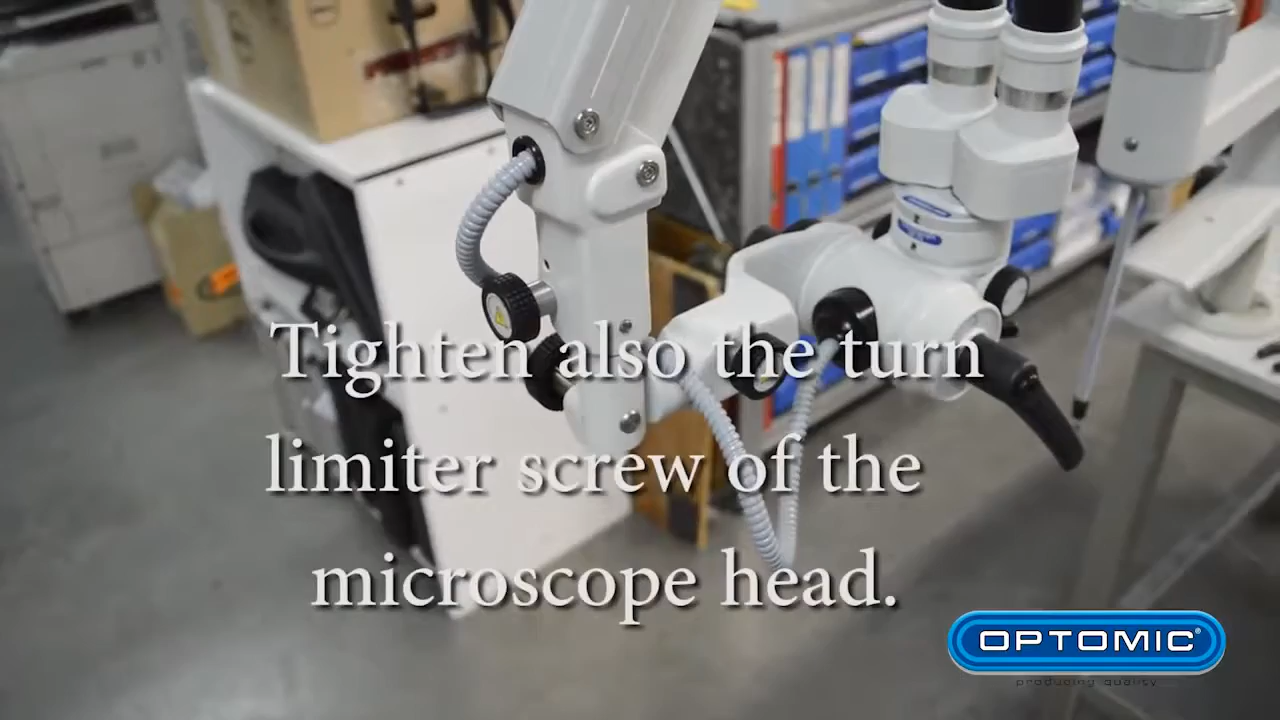 Tighten also the turn
limiter screw of the
microscope head.
OPTOMIC®
producing quality